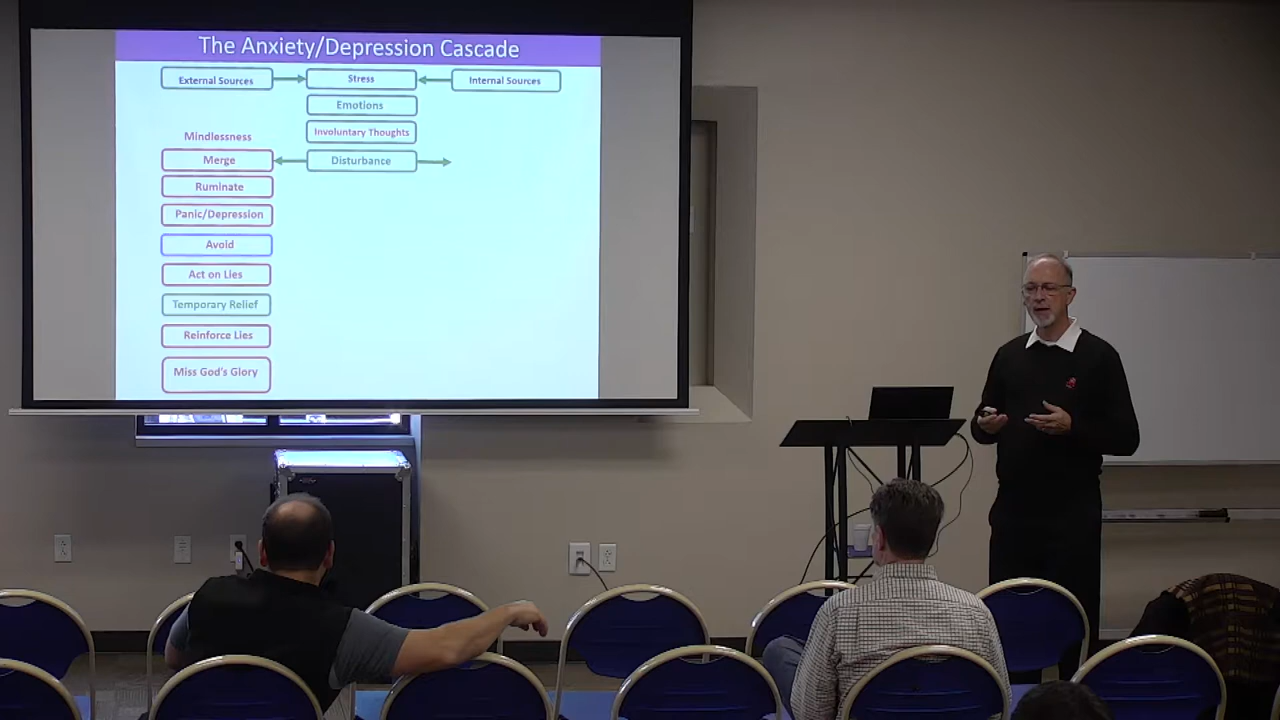 The Anxiety/Depression Cascade
External Sources
Stress
Internal Sources
Emotions
Involuntary Thoughts
Mindlessness
Merge
Disturbance
Ruminate
Panic/Depression
Avoid
Act on Lies
Temporary Relief
Reinforce Lies
Miss God's Glory